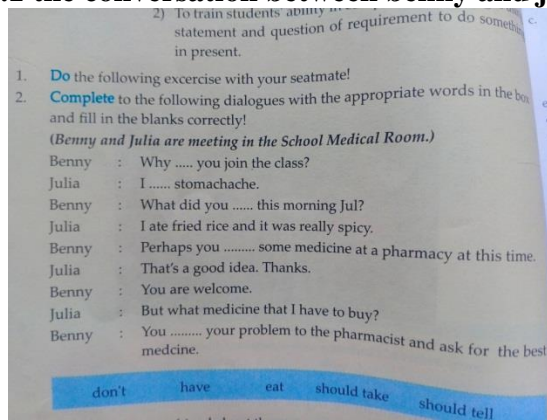 the conversation between benny and j
2) To train students ability
statement and question of requirement to do something c.
in present.
1. Do the following excercise with your seatmate!
2. Complete to the following dialogues with the appropriate words in the box
and fill in the blanks correctly!
(Benny and Julia are meeting in the School Medical Room.)
Benny : Why ..... you join the class?
Julia : I ...... stomachache.
Benny : What did you ...... this morning Jul?
Julia : I ate fried rice and it was really spicy.
Benny : Perhaps you ......... some medicine at a pharmacy at this time.
Julia : That's a good idea. Thanks.
Benny : You are welcome.
Julia : But what medicine that I have to buy?
Benny : You ......... your problem to the pharmacist and ask for the best
medcine.
don't have eat should take should tell